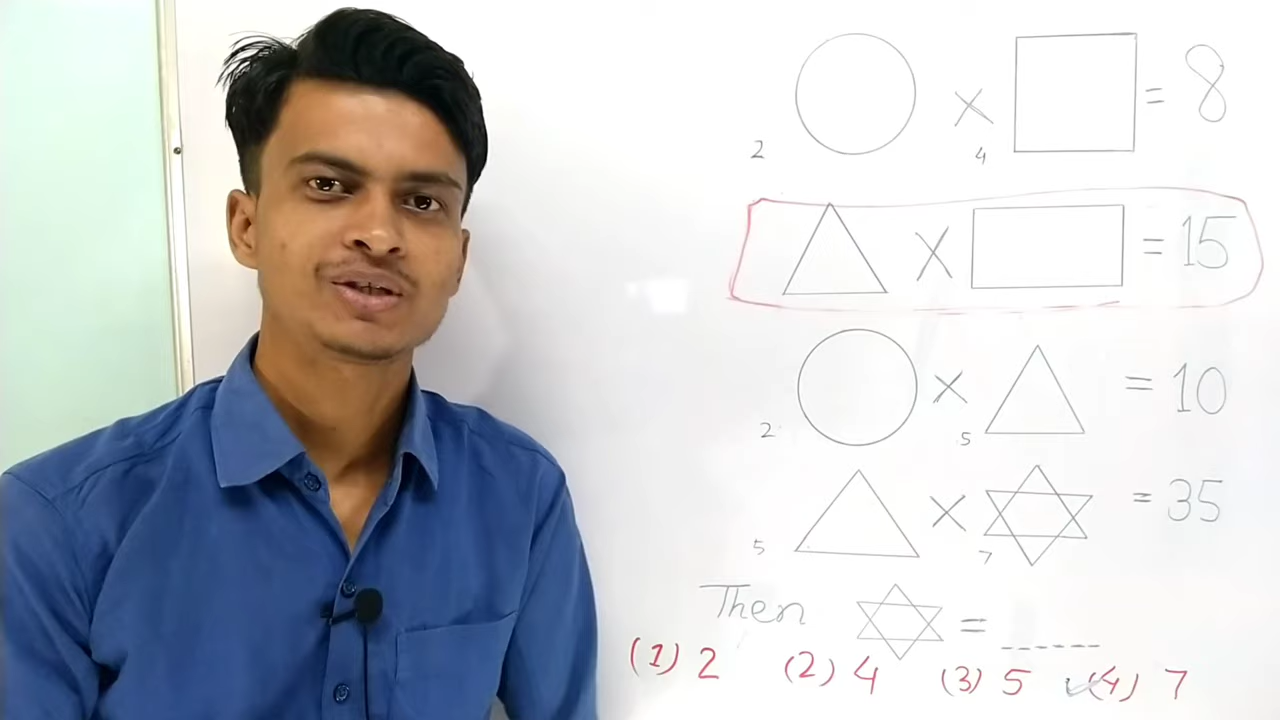 × = 8
2 4
× = 15
× = 10
2 5
× = 35
5 7
Then = ------
(1) 2 (2) 4 (3) 5 ✓(4) 7